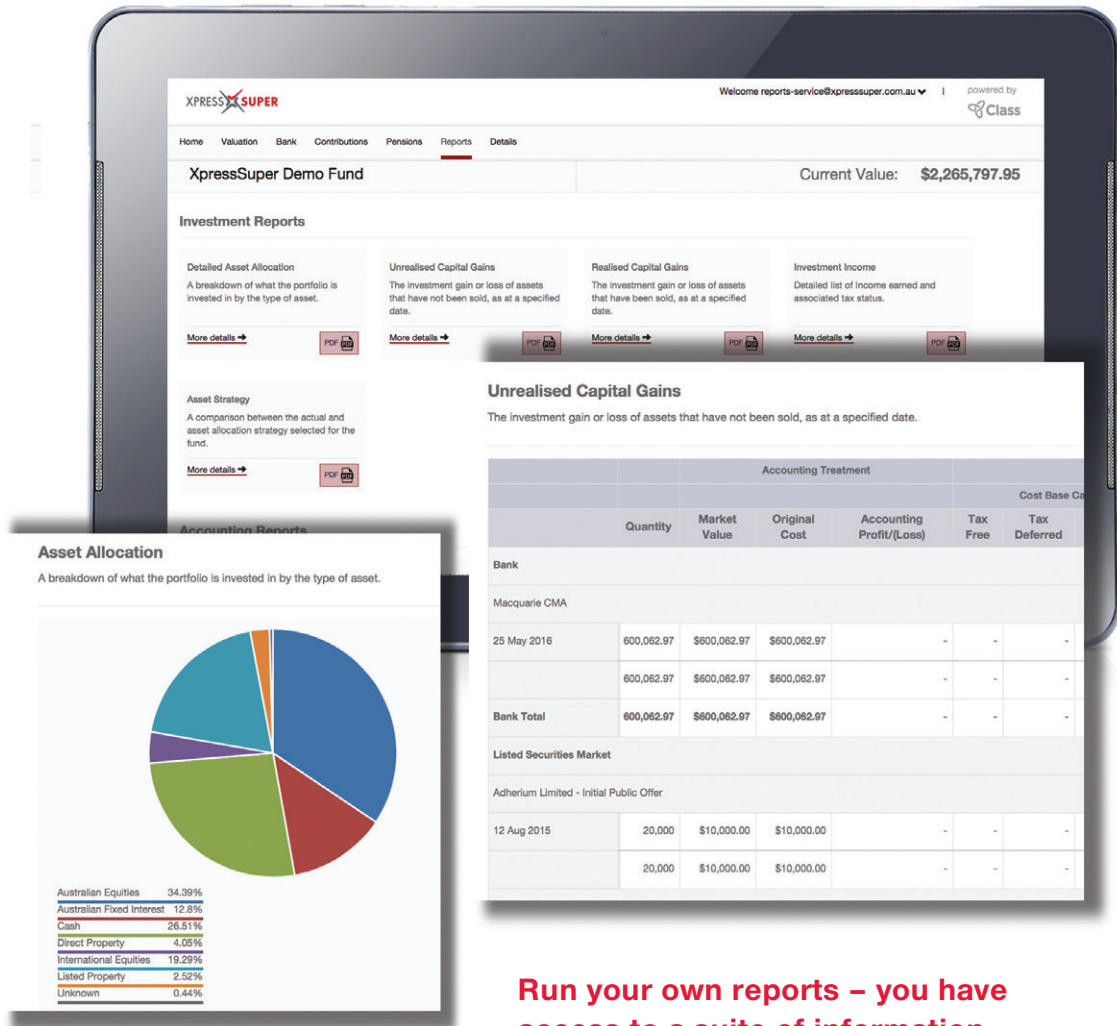 XPRESS SUPER
Welcome reports-service@xpresssuper.com.au
powered by
Class
Home Valuation Bank Contributions Pensions Reports Details
XpressSuper Demo Fund
Current Value: $2,265,797.95
Investment Reports
Detailed Asset Allocation
A breakdown of what the portfolio is
invested in by the type of asset.
More details ➔
PDF
Unrealised Capital Gains
The investment gain or loss of assets
that have not been sold, as at a specified
date.
More details ➔
PDF
Realised Capital Gains
The investment gain or loss of assets
that have been sold, as at a specified
date.
More details ➔
PDF
Investment Income
Detailed list of Income earned and
associated tax status.
More details ➔
PDF
Asset Strategy
A comparison between the actual and
asset allocation strategy selected for the
fund.
More details ➔
PDF
Accounting Reports
Asset Allocation
A breakdown of what the portfolio is invested in by the type of asset.
Australian Equities 34.39%
Australian Fixed Interest 12.8%
Cash 26.51%
Direct Property 4.05%
International Equities 19.29%
Listed Property 2.52%
Unknown 0.44%
Unrealised Capital Gains
The investment gain or loss of assets that have not been sold, as at a specified date.
Accounting Treatment
Cost Base Ca
Quantity Market Value Original Cost Accounting Profit/(Loss) Tax Free Tax Deferred
Bank
Macquarie CMA
25 May 2016 600,062.97 $600,062.97 $600,062.97 - - -
600,062.97 $600,062.97 $600,062.97 - - -
Bank Total 600,062.97 $600,062.97 $600,062.97 - - -
Listed Securities Market
Adherium Limited - Initial Public Offer
12 Aug 2015 20,000 $10,000.00 $10,000.00 - - -
20,000 $10,000.00 $10,000.00 - - -
Run your own reports – you have
access to a suite of information